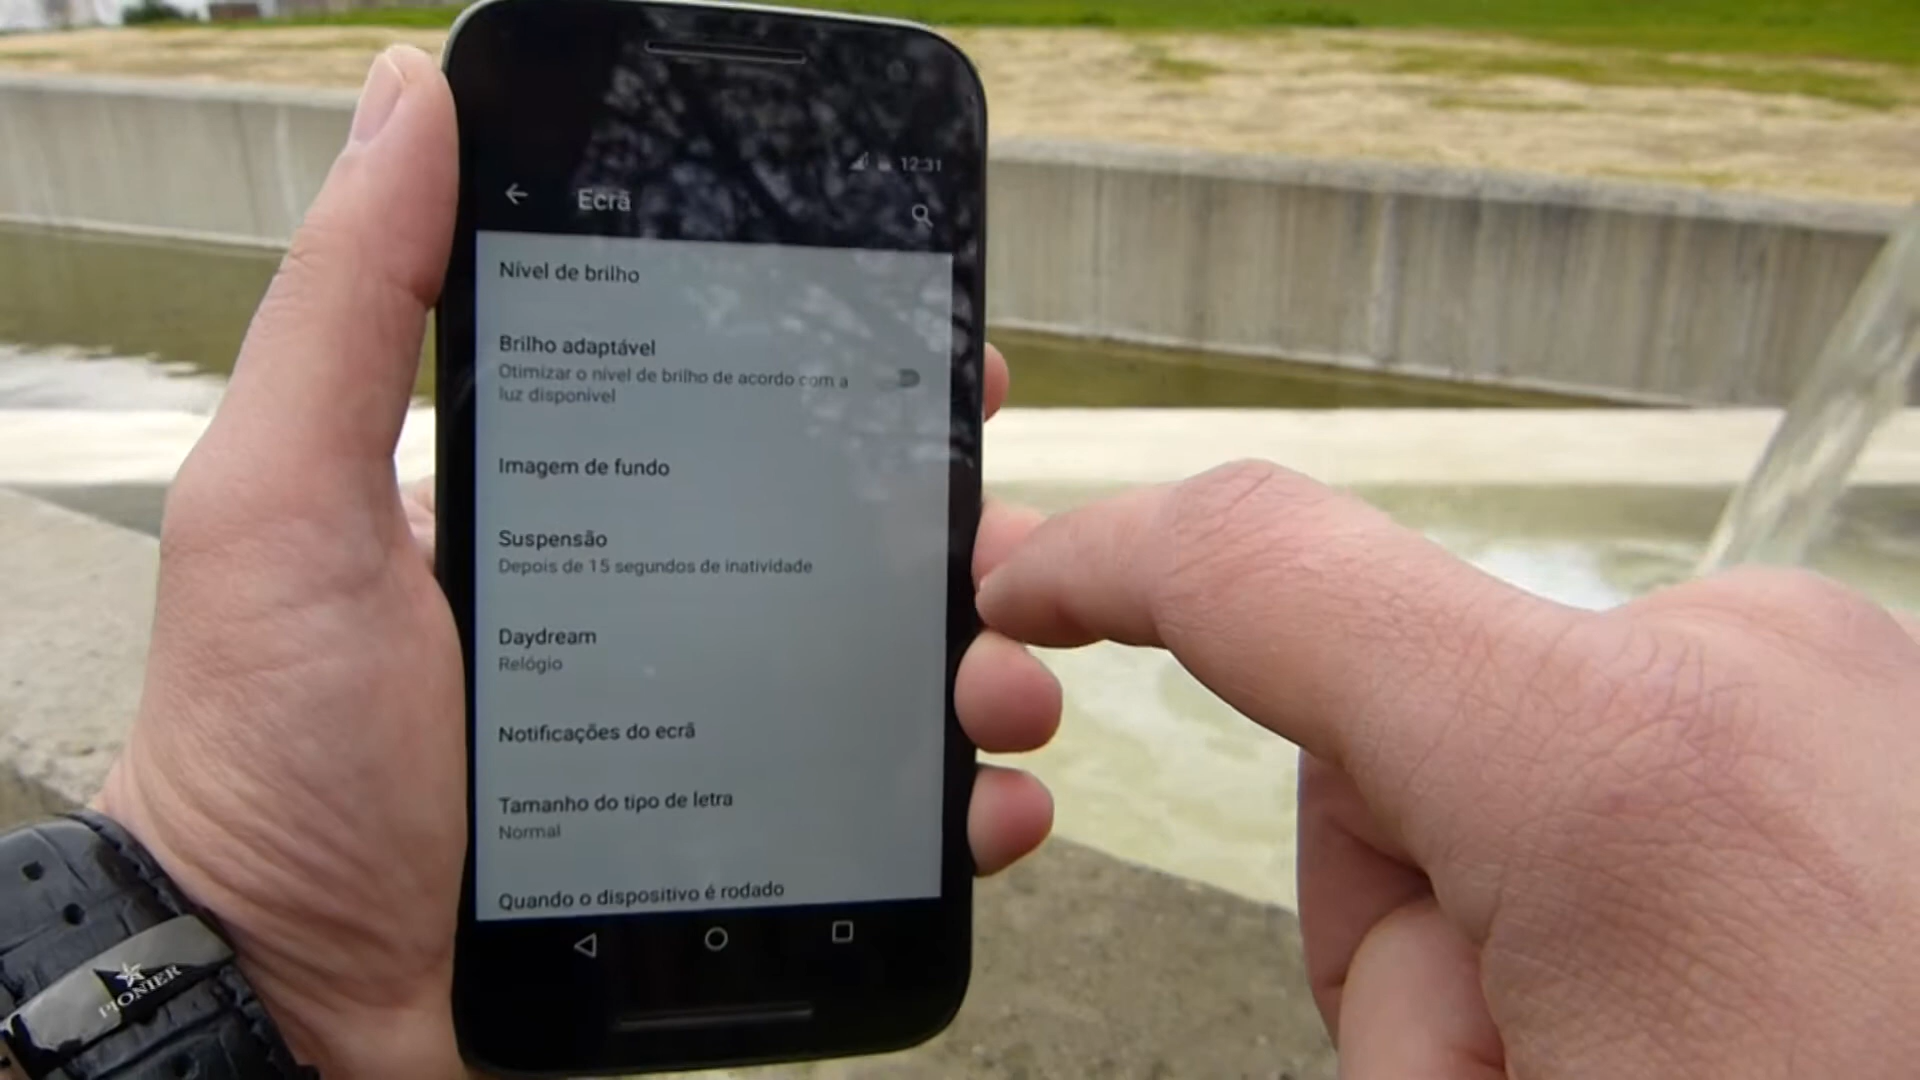 12:31
Ecrã
Nível de brilho
Brilho adaptável
Otimizar o nível de brilho de acordo com a
luz disponível
Imagem de fundo
Suspensão
Depois de 15 segundos de inatividade
Daydream
Relógio
Notificações do ecrã
Tamanho do tipo de letra
Normal
Quando o dispositivo é rodado
PIONIER